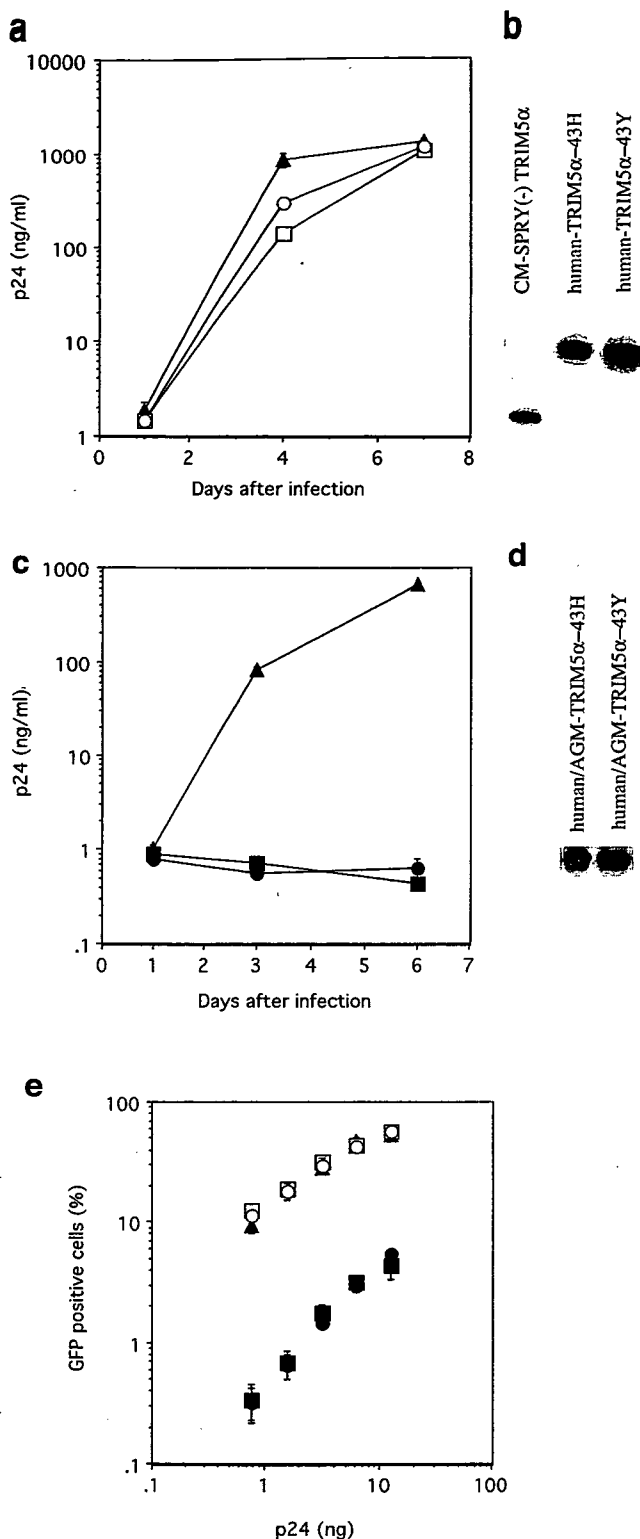 a
10000
1000
100
10
1
p24 (ng/ml)
0
2
4
6
8
Days after infection
b
CM-SPRY(-) TRIM5α
human-TRIM5α-43H
human-TRIM5α-43Y
c
1000
100
10
1
.1
p24 (ng/ml)
0
1
2
3
4
5
6
7
Days after infection
d
human/AGM-TRIM5α-43H
human/AGM-TRIM5α-43Y
e
100
10
1
.1
GFP positive cells (%)
.1
1
10
100
p24 (ng)